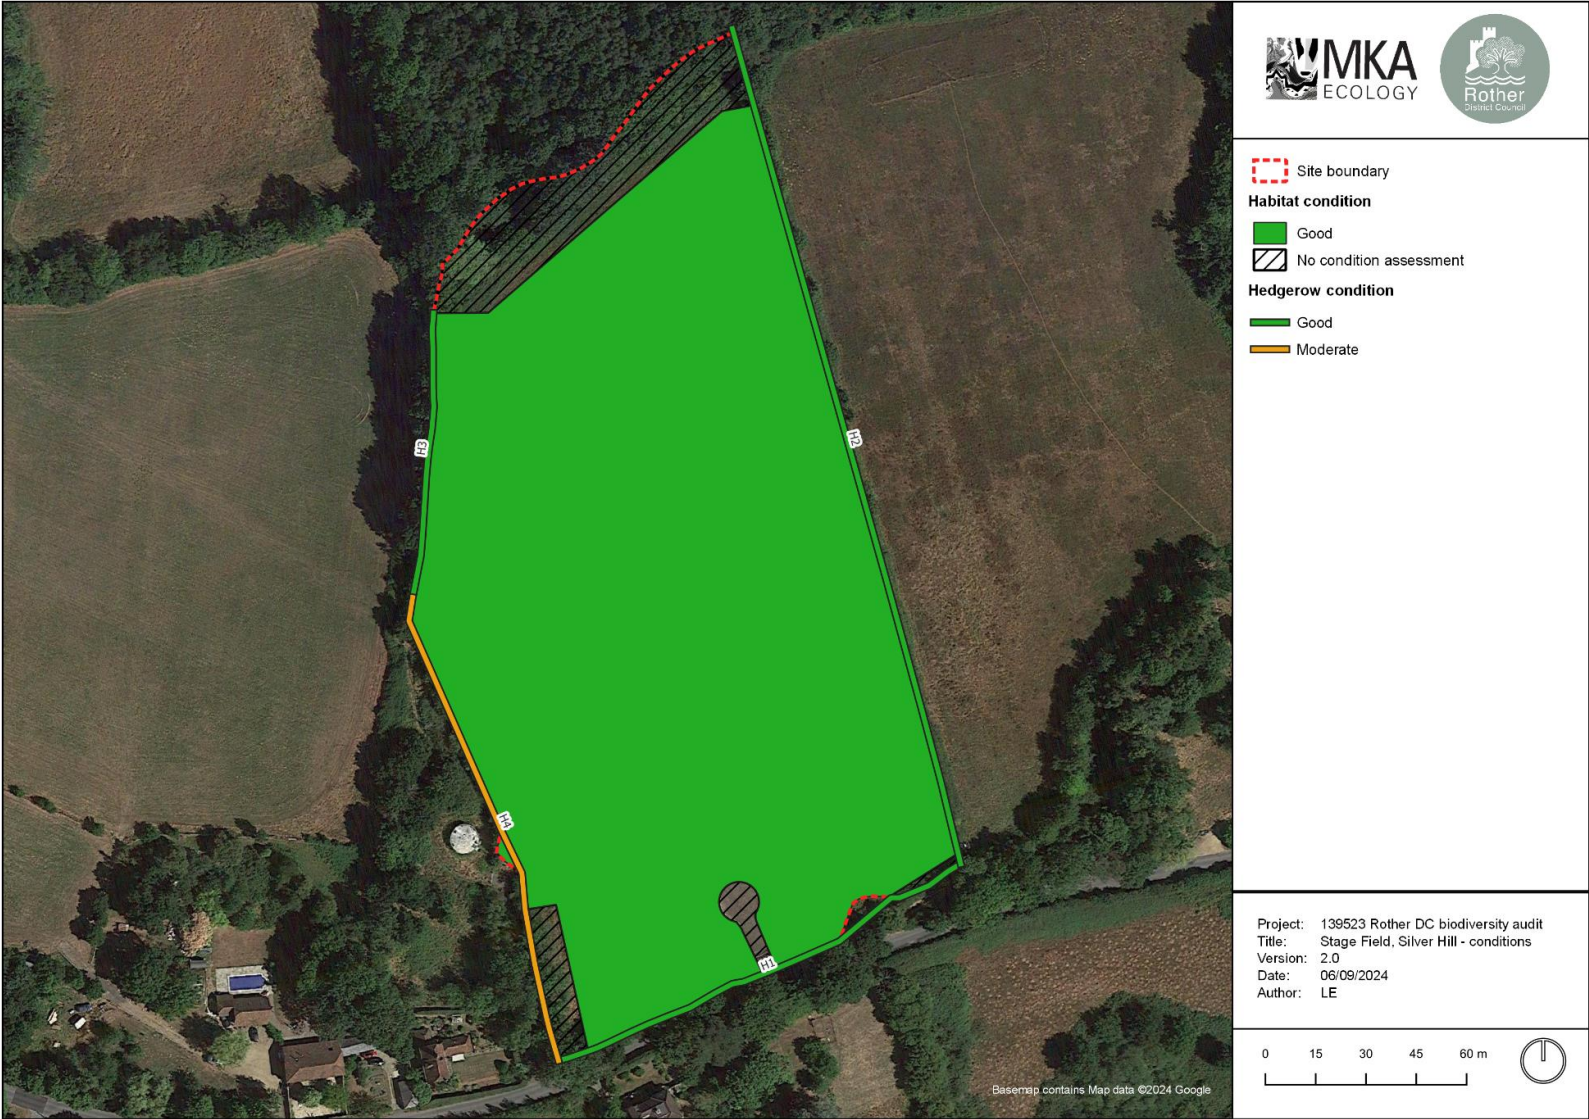 MKA
ECOLOGY
Rother
District Council
Site boundary
Habitat condition
Good
No condition assessment
Hedgerow condition
Good
Moderate
H3
H2
H4
H1
Project: 139523 Rother DC biodiversity audit
Title: Stage Field, Silver Hill - conditions
Version: 2.0
Date: 06/09/2024
Author: LE
0 15 30 45 60 m
Basemap contains Map data ©2024 Google